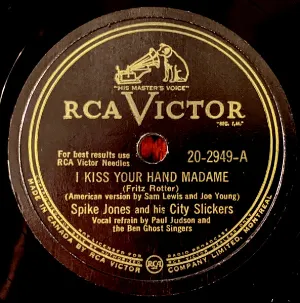 "HIS MASTER'S VOICE"
RCA VICTOR
For best results use
RCA Victor Needles
20-2949-A
I KISS YOUR HAND MADAME
(Fritz Rotter)
(American version by Sam Lewis and Joe Young)
Spike Jones and his City Slickers
Vocal refrain by Paul Judson and
the Ben Ghost Singers
RCA
MADE IN CANADA BY RCA VICTOR COMPANY, LIMITED, MONTREAL